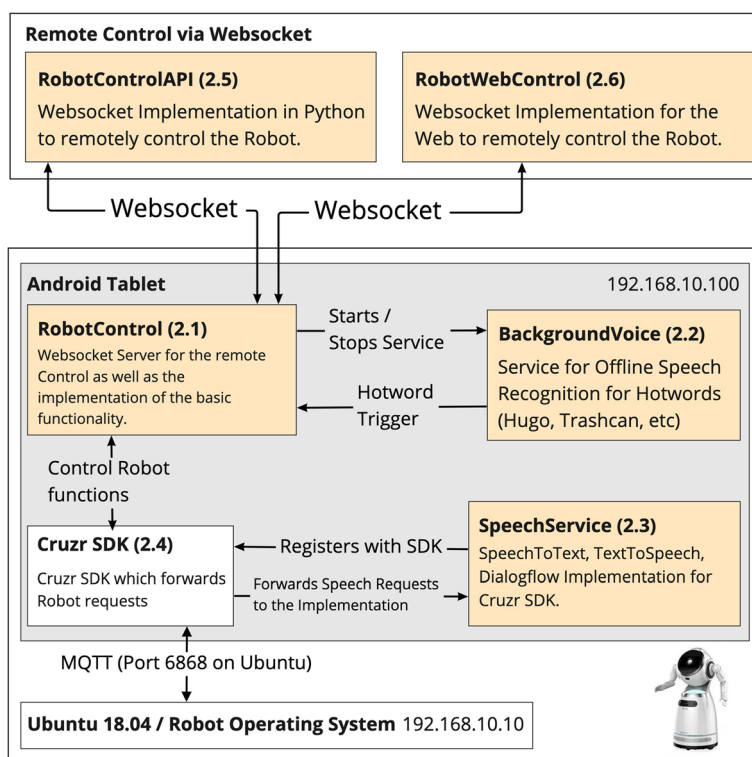 Remote Control via Websocket
RobotControlAPI (2.5)
Websocket Implementation in Python
to remotely control the Robot.
RobotWebControl (2.6)
Websocket Implementation for the
Web to remotely control the Robot.
Websocket
Websocket
Android Tablet
192.168.10.100
RobotControl (2.1)
Websocket Server for the remote
Control as well as the
implementation of the basic
functionality.
Starts /
Stops Service
BackgroundVoice (2.2)
Service for Offline Speech
Recognition for Hotwords
(Hugo, Trashcan, etc)
Hotword
Trigger
Control Robot
functions
Cruzr SDK (2.4)
Cruzr SDK which forwards
Robot requests
Registers with SDK
Forwards Speech Requests
to the Implementation
SpeechService (2.3)
SpeechToText, TextToSpeech,
Dialogflow Implementation for
Cruzr SDK.
MQTT (Port 6868 on Ubuntu)
Ubuntu 18.04 / Robot Operating System 192.168.10.10